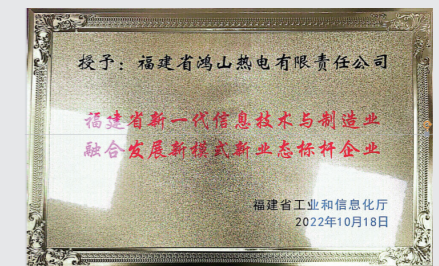 授予：福建省鸿山热电有限责任公司
福建省新一代信息技术与制造业
融合发展新模式新业态标杆企业
福建省工业和信息化厅
2022年10月18日